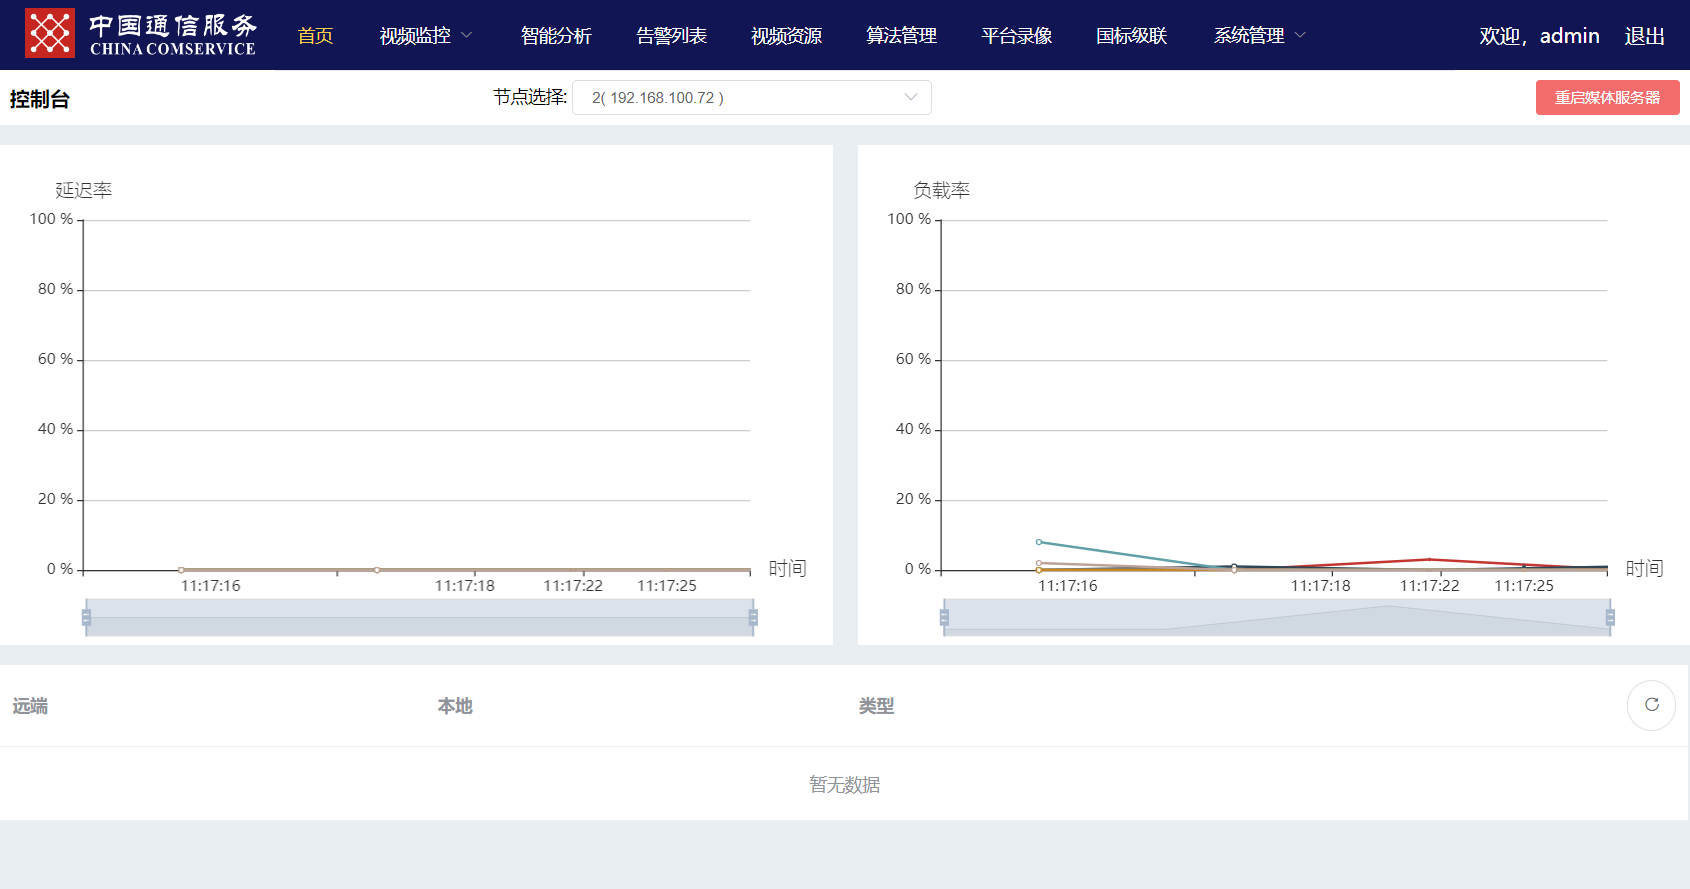 中国通信服务
CHINA COMSERVICE
首页 视频监控 智能分析 告警列表 视频资源 算法管理 平台录像 国标级联 系统管理 欢迎，admin 退出
控制台 节点选择: 2( 192.168.100.72 ) 重启媒体服务器
延迟率
100 %
80 %
60 %
40 %
20 %
0 %
时间
11:17:16 11:17:18 11:17:22 11:17:25
负载率
100 %
80 %
60 %
40 %
20 %
0 %
时间
11:17:16 11:17:18 11:17:22 11:17:25
远端 本地 类型
暂无数据